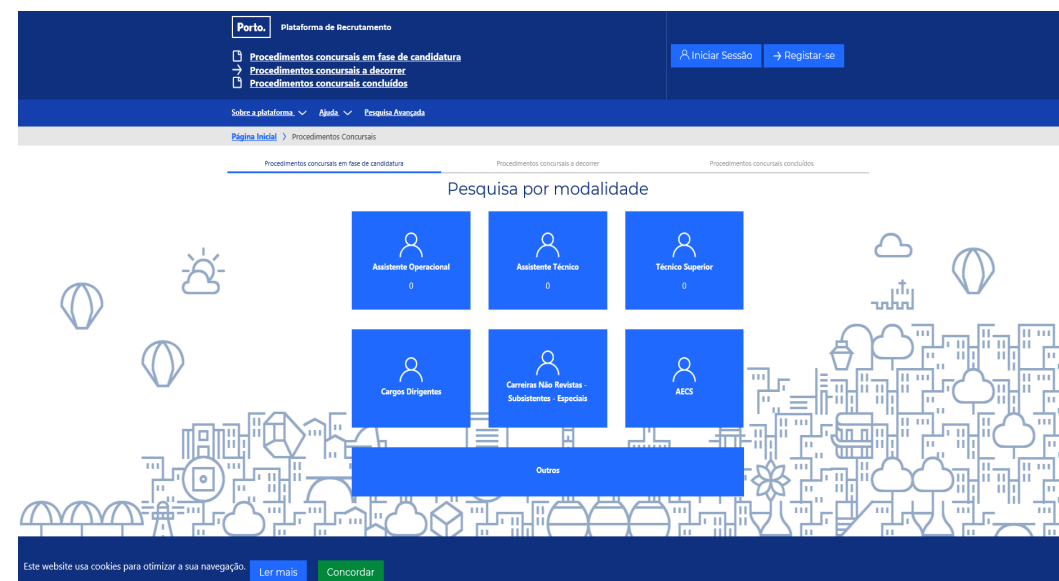 Porto. Plataforma de Recrutamento
Procedimentos concursais em fase de candidatura
Procedimentos concursais a decorrer
Procedimentos concursais concluídos
Iniciar Sessão
Registar-se
Sobre a plataforma Ajuda Pesquisa Avançada
Página Inicial Procedimentos Concursais
Procedimentos concursais em fase de candidatura Procedimentos concursais a decorrer Procedimentos concursais concluídos
Pesquisa por modalidade
Assistente Operacional
0
Assistente Técnico
0
Técnico Superior
0
Cargos Dirigentes
Carreiras Não Revistas -
Subsistentes - Especiais
AECS
Outros
Este website usa cookies para otimizar a sua navegação. Ler mais Concordar